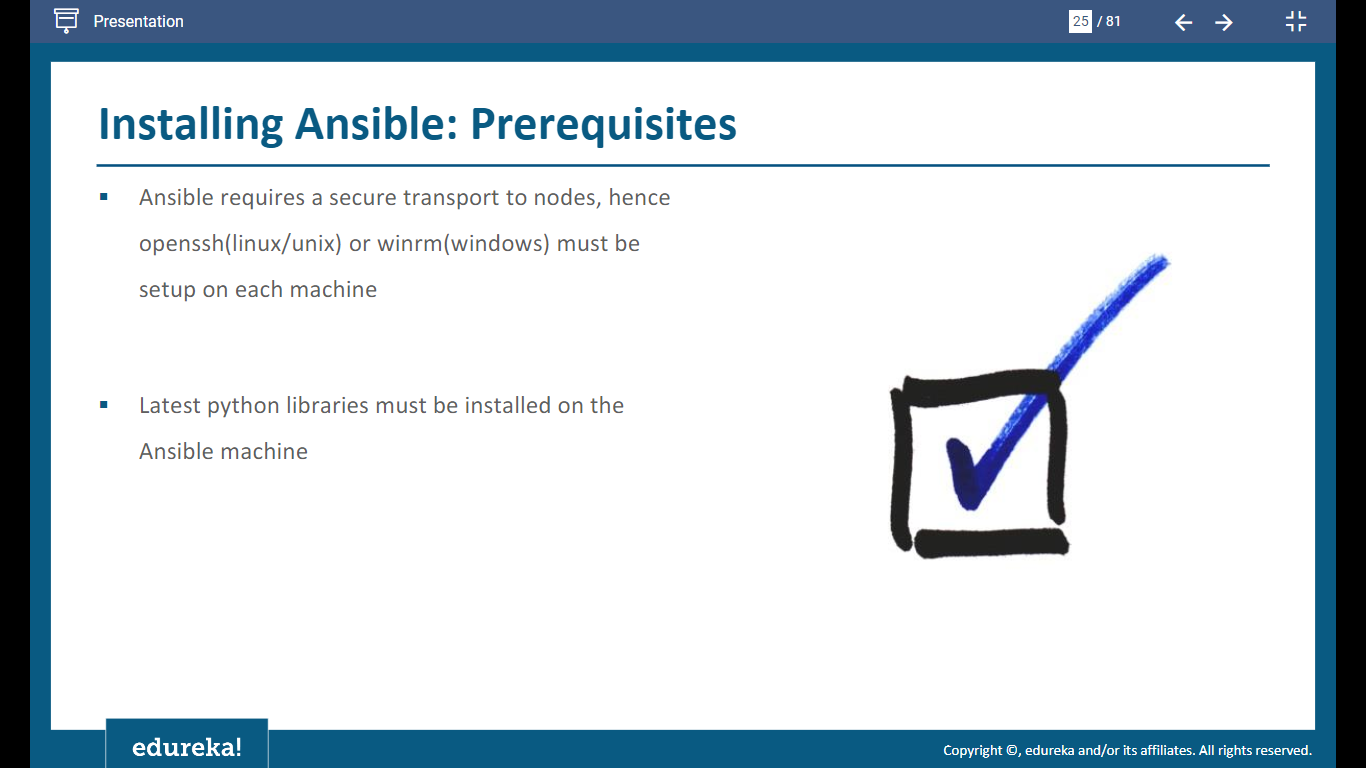 Presentation
25 / 81
Installing Ansible: Prerequisites
▪ Ansible requires a secure transport to nodes, hence
openssh(linux/unix) or winrm(windows) must be
setup on each machine
▪ Latest python libraries must be installed on the
Ansible machine
edureka!
Copyright ©, edureka and/or its affiliates. All rights reserved.